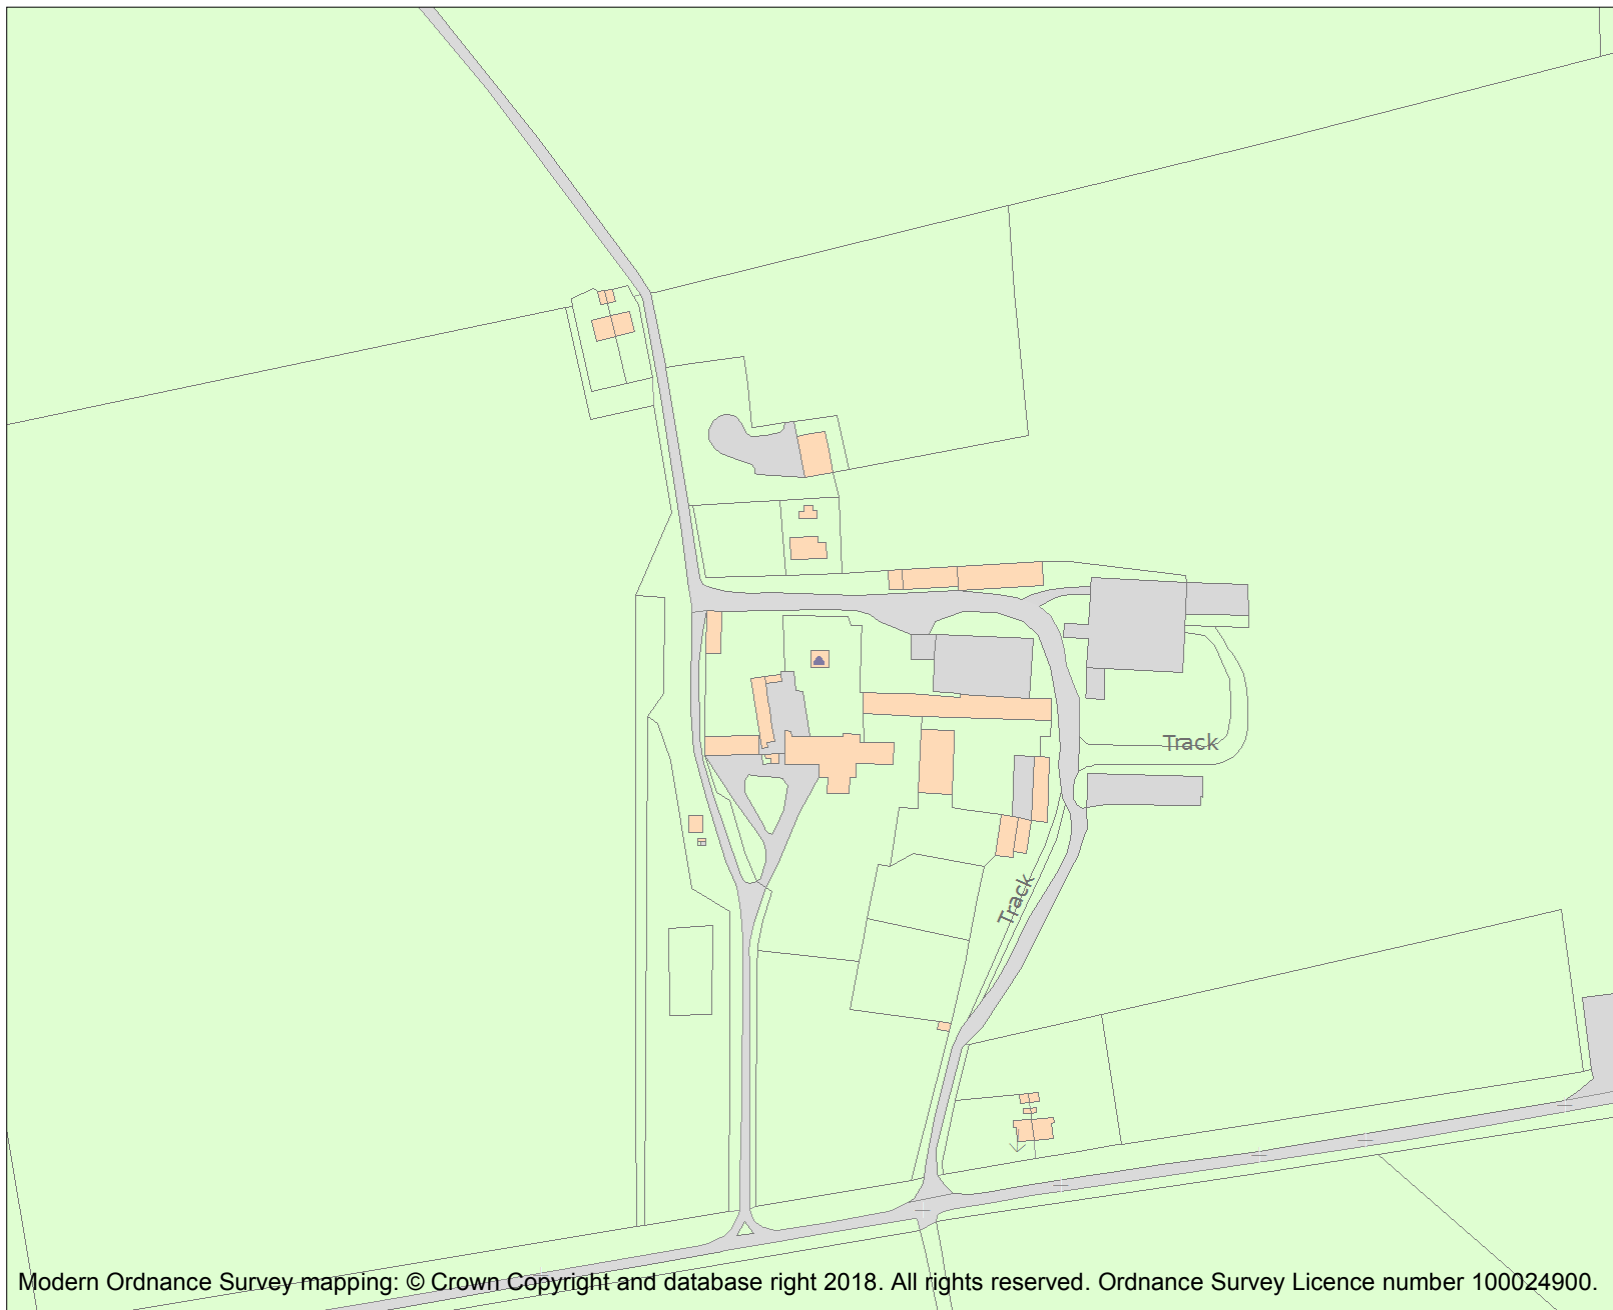 Track
Track
Modern Ordnance Survey mapping: © Crown Copyright and database right 2018. All rights reserved. Ordnance Survey Licence number 100024900.